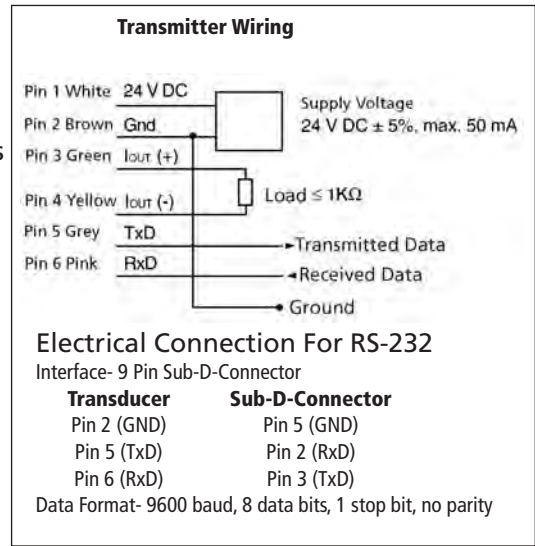 Transmitter Wiring
Pin 1 White 24 V DC
Supply Voltage
24 V DC ± 5%, max. 50 mA
Pin 2 Brown Gnd
s
Pin 3 Green IOUT (+)
Load ≤ 1KΩ
Pin 4 Yellow IOUT (-)
Pin 5 Grey TxD
Transmitted Data
Pin 6 Pink RxD
Received Data
Ground
Electrical Connection For RS-232
Interface- 9 Pin Sub-D-Connector
Transducer Sub-D-Connector
Pin 2 (GND) Pin 5 (GND)
Pin 5 (TxD) Pin 2 (RxD)
Pin 6 (RxD) Pin 3 (TxD)
Data Format- 9600 baud, 8 data bits, 1 stop bit, no parity